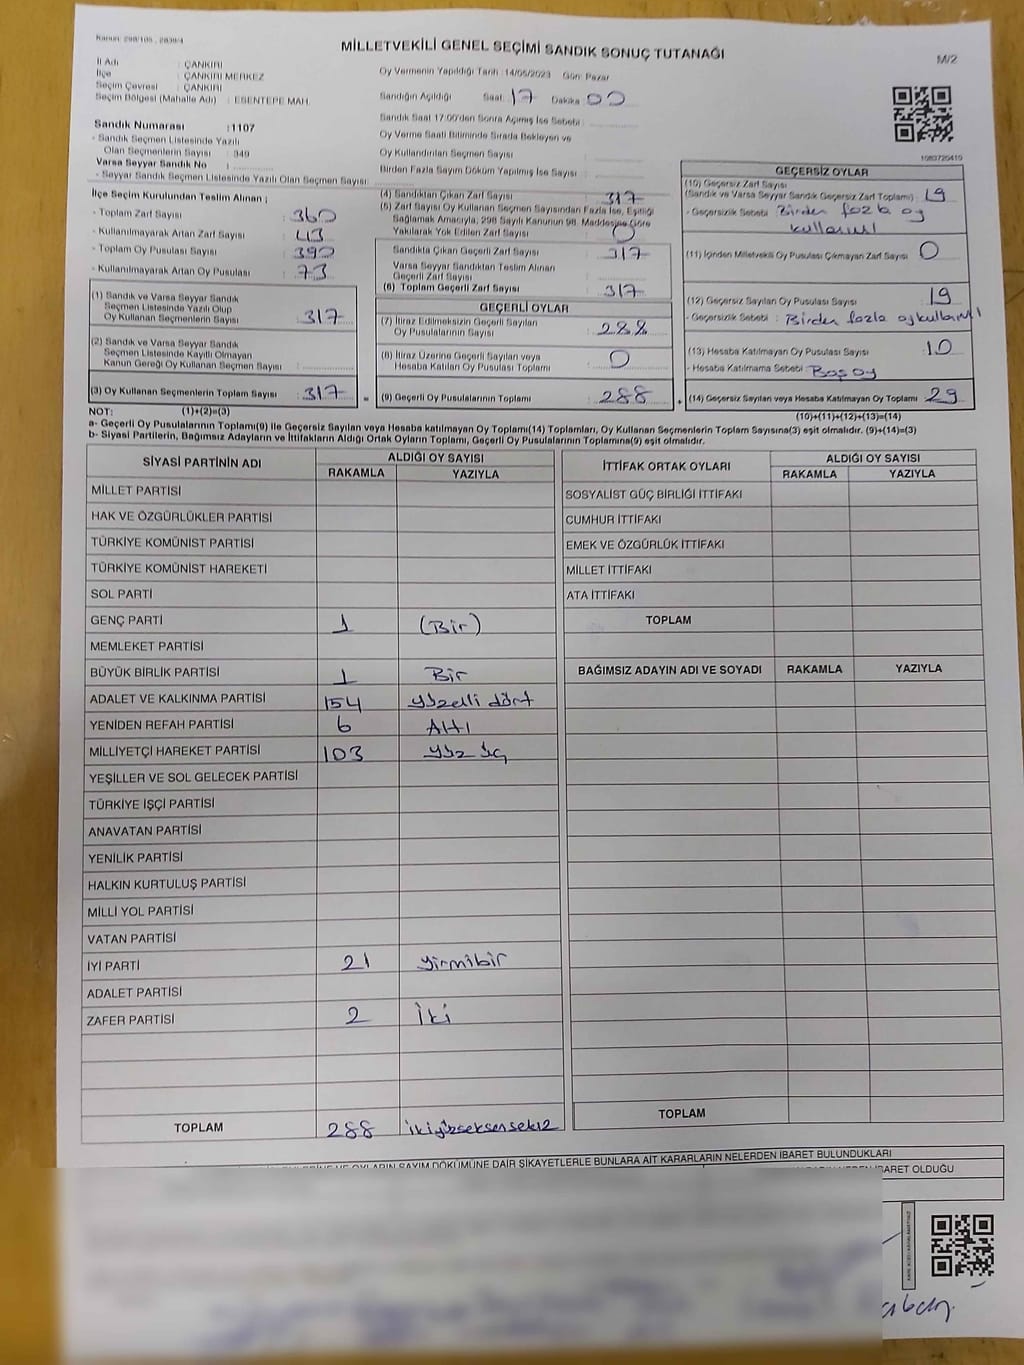 Kanun: 298/105, 2839/4
MİLLETVEKİLİ GENEL SEÇİMİ SANDIK SONUÇ TUTANAĞI
M/2
İl Adı : ÇANKIRI
İlçe : ÇANKIRI MERKEZ
Seçim Çevresi : ÇANKIRI
Seçim Bölgesi (Mahalle Adı) : ESENTEPE MAH.
Oy Vermenin Yapıldığı Tarih :14/05/2023 Gün: Pazar
Sandığın Açıldığı Saat: 17 Dakika: 00
Sandık Saat 17:00'den Sonra Açılmış İse Sebebi :
Oy Verme Saati Bitiminde Sırada Bekleyen ve
Oy Kullandırılan Seçmen Sayısı
Birden Fazla Sayım Döküm Yapılmış İse Sayısı :
1083720410
Sandık Numarası :1107
- Sandık Seçmen Listesinde Yazılı
Olan Seçmenlerin Sayısı : 349
Varsa Seyyar Sandık No :
- Seyyar Sandık Seçmen Listesinde Yazılı Olan Seçmen Sayısı:
İlçe Seçim Kurulundan Teslim Alınan ;
- Toplam Zarf Sayısı : 360
- Kullanılmayarak Artan Zarf Sayısı : 43
- Toplam Oy Pusulası Sayısı : 390
- Kullanılmayarak Artan Oy Pusulası : 73
(1) Sandık ve Varsa Seyyar Sandık
Seçmen Listesinde Yazılı Olup
Oy Kullanan Seçmenlerin Sayısı : 317
(2) Sandık ve Varsa Seyyar Sandık
Seçmen Listesinde Kayıtlı Olmayan
Kanun Gereği Oy Kullanan Seçmen Sayısı :
(3) Oy Kullanan Seçmenlerin Toplam Sayısı : 317
(4) Sandıktan Çıkan Zarf Sayısı : 317
(5) Zarf Sayısı Oy Kullanan Seçmen Sayısından Fazla İse, Eşitliği
Sağlamak Amacıyla, 298 Sayılı Kanunun 98. Maddesine Göre
Yakılarak Yok Edilen Zarf Sayısı : 0
Sandıkta Çıkan Geçerli Zarf Sayısı : 317
Varsa Seyyar Sandıktan Teslim Alınan
Geçerli Zarf Sayısı :
(6) Toplam Geçerli Zarf Sayısı : 317
GEÇERLİ OYLAR
(7) İtiraz Edilmeksizin Geçerli Sayılan
Oy Pusulalarının Toplamı : 288
(8) İtiraz Üzerine Geçerli Sayılan veya
Hesaba Katılan Oy Pusulası Toplamı : 0
= (9) Geçerli Oy Pusulalarının Toplamı : 288
GEÇERSİZ OYLAR
(10) Geçersiz Zarf Sayısı
(Sandık ve Varsa Seyyar Sandık Geçersiz Zarf Toplamı) : 19
- Geçersizlik Sebebi : Birden fazla oy
kullanımı
(11) İçinden Milletvekili Oy Pusulası Çıkmayan Zarf Sayısı : 0
(12) Geçersiz Sayılan Oy Pusulası Sayısı : 19
- Geçersizlik Sebebi : Birden fazla oy kullanımı
(13) Hesaba Katılmayan Oy Pusulası Sayısı : 10
- Hesaba Katılmama Sebebi : Boş oy
+ (14) Geçersiz Sayılan veya Hesaba Katılmayan Oy Toplamı : 29
NOT: (1)+(2)=(3)
(10)+(11)+(12)+(13)=(14)
a- Geçerli Oy Pusulalarının Toplamı(9) ile Geçersiz Sayılan veya Hesaba katılmayan Oy Toplamı(14) Toplamları, Oy Kullanan Seçmenlerin Toplam Sayısına(3) eşit olmalıdır. (9)+(14)=(3)
b- Siyasi Partilerin, Bağımsız Adayların ve İttifakların Aldığı Ortak Oyların Toplamı, Geçerli Oy Pusulalarının Toplamına(9) eşit olmalıdır.
SİYASİ PARTİNİN ADI
ALDIĞI OY SAYISI
RAKAMLA YAZIYLA
MİLLET PARTİSİ
HAK VE ÖZGÜRLÜKLER PARTİSİ
TÜRKİYE KOMÜNİST PARTİSİ
TÜRKİYE KOMÜNİST HAREKETİ
SOL PARTİ
GENÇ PARTİ 1 (Bir)
MEMLEKET PARTİSİ
BÜYÜK BİRLİK PARTİSİ 1 Bir
ADALET VE KALKINMA PARTİSİ 154 yüzelli dört
YENİDEN REFAH PARTİSİ 6 Altı
MİLLİYETÇİ HAREKET PARTİSİ 103 yüz üç
YEŞİLLER VE SOL GELECEK PARTİSİ
TÜRKİYE İŞÇİ PARTİSİ
ANAVATAN PARTİSİ
YENİLİK PARTİSİ
HALKIN KURTULUŞ PARTİSİ
MİLLİ YOL PARTİSİ
VATAN PARTİSİ
İYİ PARTİ 21 yirmibir
ADALET PARTİSİ
ZAFER PARTİSİ 2 İki
TOPLAM 288 ikiyüzseksensekiz
İTTİFAK ORTAK OYLARI
ALDIĞI OY SAYISI
RAKAMLA YAZIYLA
SOSYALİST GÜÇ BİRLİĞİ İTTİFAKI
CUMHUR İTTİFAKI
EMEK VE ÖZGÜRLÜK İTTİFAKI
MİLLET İTTİFAKI
ATA İTTİFAKI
TOPLAM
BAĞIMSIZ ADAYIN ADI VE SOYADI RAKAMLA YAZIYLA
TOPLAM
OYLARIN SAYIM DÖKÜMÜNE DAİR ŞİKAYETLERLE BUNLARA AİT KARARLARIN NELERDEN İBARET BULUNDUKLARI
İBARET OLDUĞU